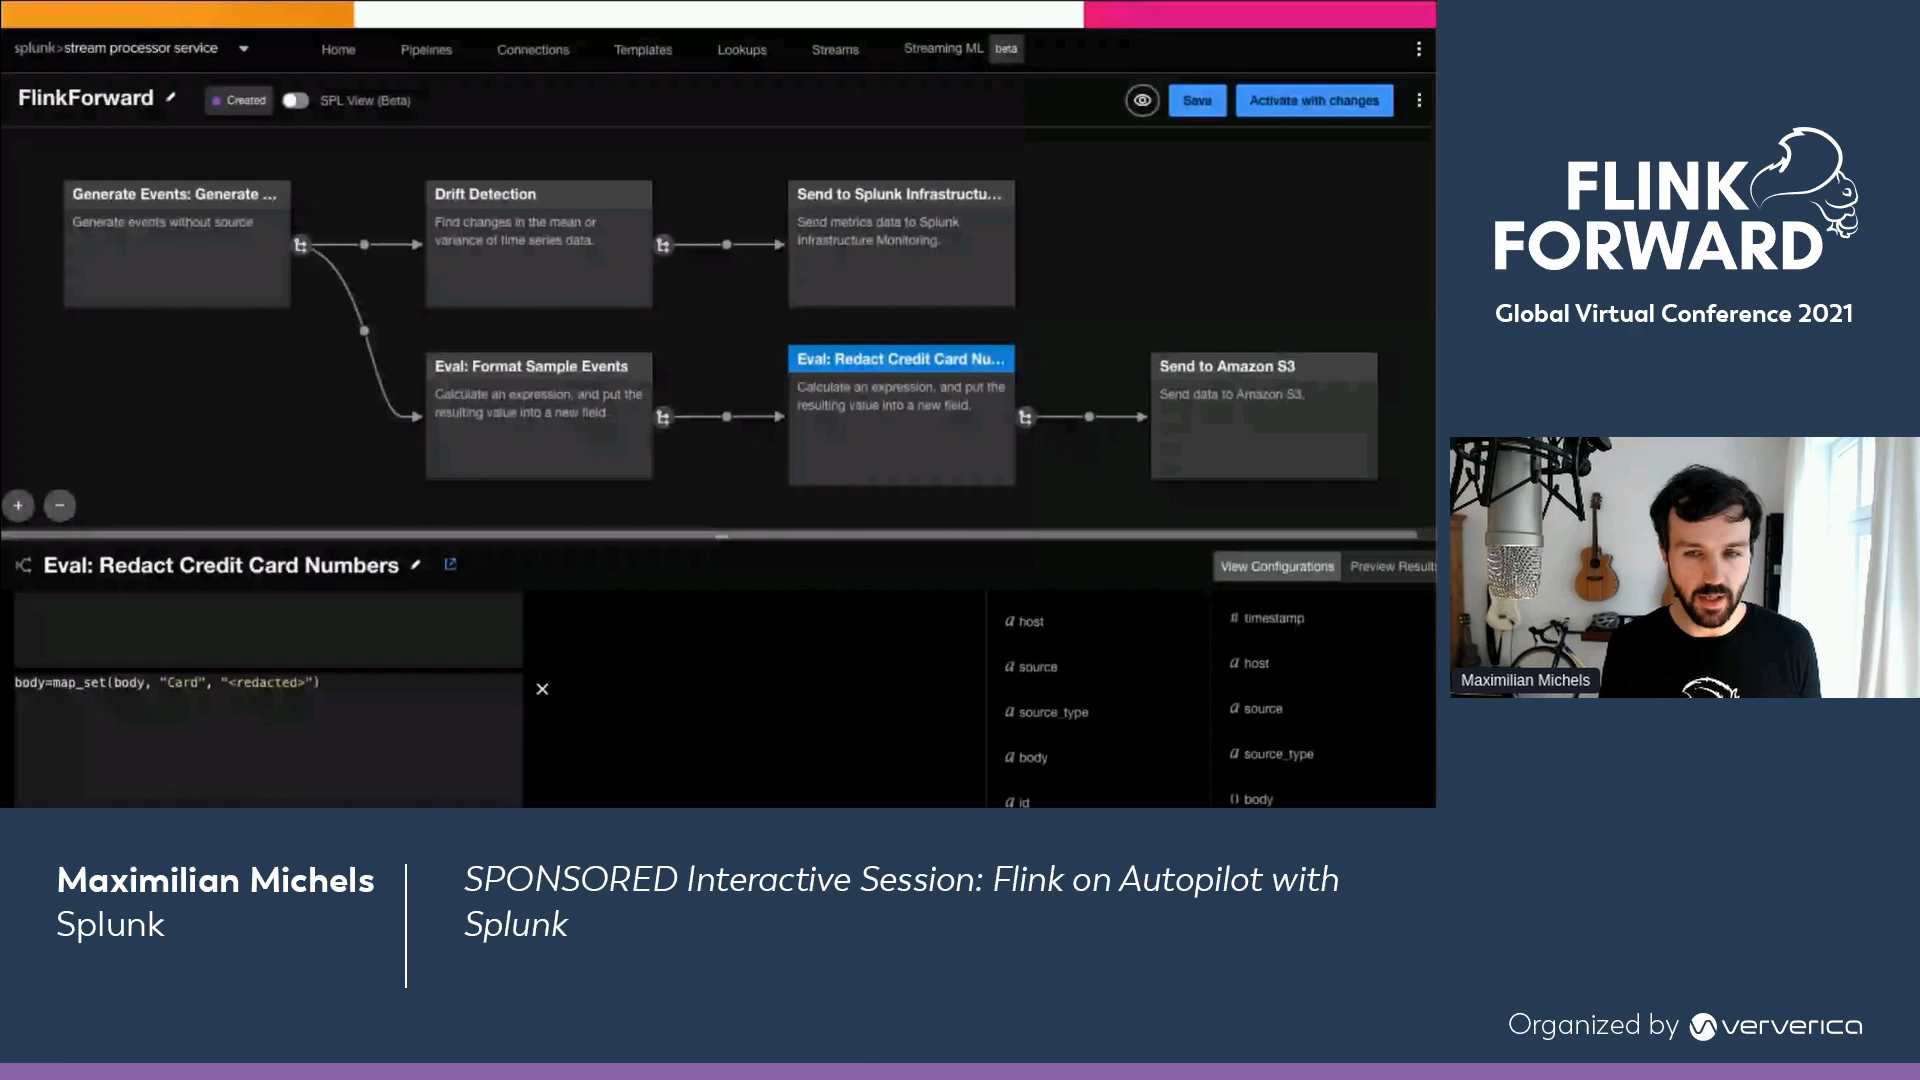 splunk>stream processor service
Home
Pipelines
Connections
Templates
Lookups
Streams
Streaming ML
beta
FlinkForward
Created
SPL View (Beta)
Save
Activate with changes
Generate Events: Generate ...
Generate events without source
Drift Detection
Find changes in the mean or
variance of time series data.
Send to Splunk Infrastructu...
Send metrics data to Splunk
Infrastructure Monitoring.
Eval: Format Sample Events
Calculate an expression, and put the
resulting value into a new field.
Eval: Redact Credit Card Nu...
Calculate an expression, and put the
resulting value into a new field.
Send to Amazon S3
Send data to Amazon S3.
Eval: Redact Credit Card Numbers
View Configurations
Preview Results
body=map_set(body, "Card", "<redacted>")
a host
a source
a source_type
a body
a id
# timestamp
a host
a source
a source_type
() body
FLINK
FORWARD
Global Virtual Conference 2021
Maximilian Michels
Maximilian Michels
Splunk
SPONSORED Interactive Session: Flink on Autopilot with
Splunk
Organized by ververica